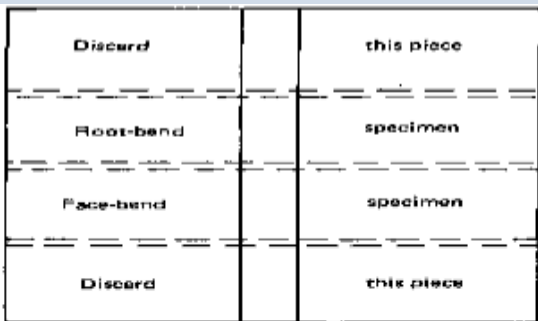 Discard this piece
Root-bend specimen
Face-bend specimen
Discard this piece